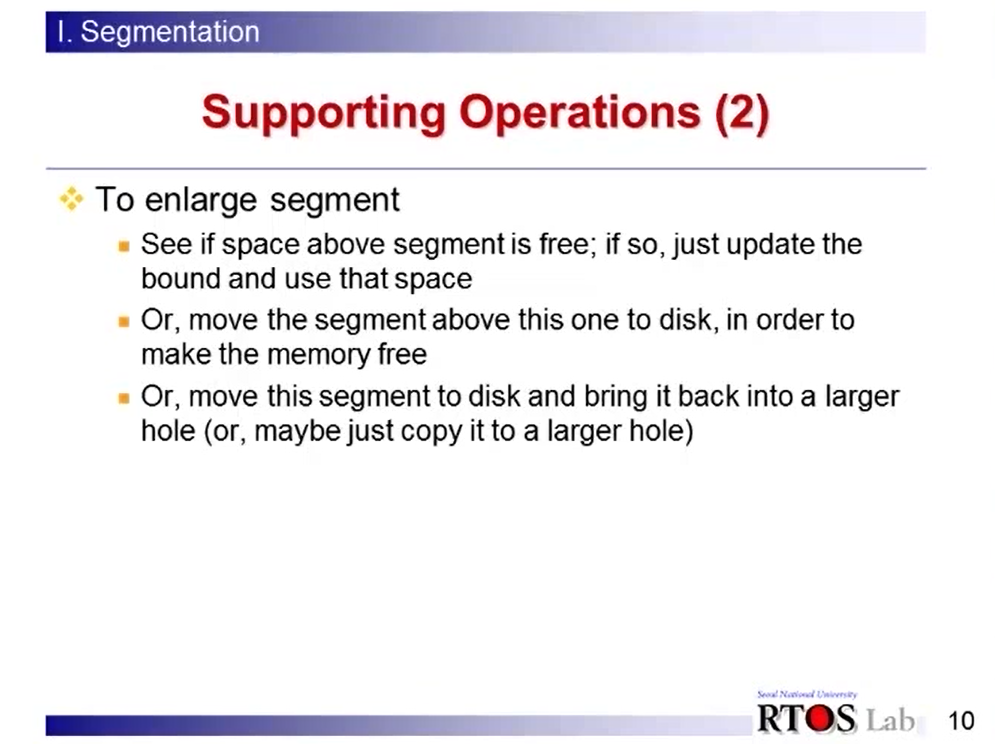 I. Segmentation
Supporting Operations (2)
To enlarge segment
See if space above segment is free; if so, just update the
bound and use that space
Or, move the segment above this one to disk, in order to
make the memory free
Or, move this segment to disk and bring it back into a larger
hole (or, maybe just copy it to a larger hole)
Seoul National University
RTOS Lab
10